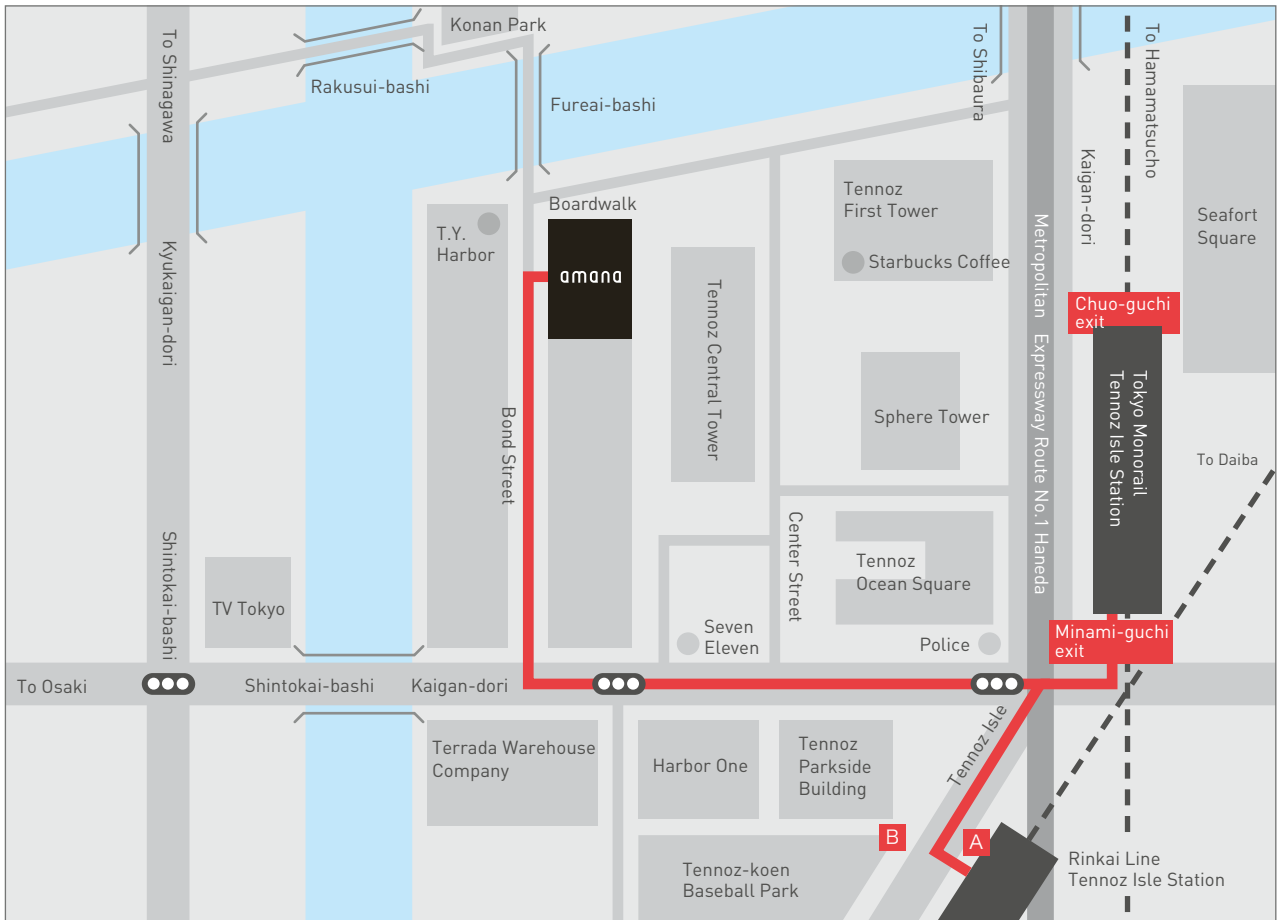 Konan Park
To Shinagawa
Rakusui-bashi
Fureai-bashi
To Shibaura
To Hamamatsucho
Kaigan-dori
Boardwalk
Tennoz
First Tower
Starbucks Coffee
Seafort
Square
T.Y.
Harbor
amana
Kyukaigan-dori
Tennoz Central Tower
Metropolitan Expressway Route No.1 Haneda
Chuo-guchi
exit
Tokyo Monorail
Tennoz Isle Station
Bond Street
Sphere Tower
To Daiba
Center Street
Tennoz
Ocean Square
Shintokai-bashi
TV Tokyo
Seven
Eleven
Police
Minami-guchi
exit
To Osaki
Shintokai-bashi
Kaigan-dori
Tennoz Isle
Terrada Warehouse
Company
Harbor One
Tennoz
Parkside
Building
B
A
Tennoz-koen
Baseball Park
Rinkai Line
Tennoz Isle Station